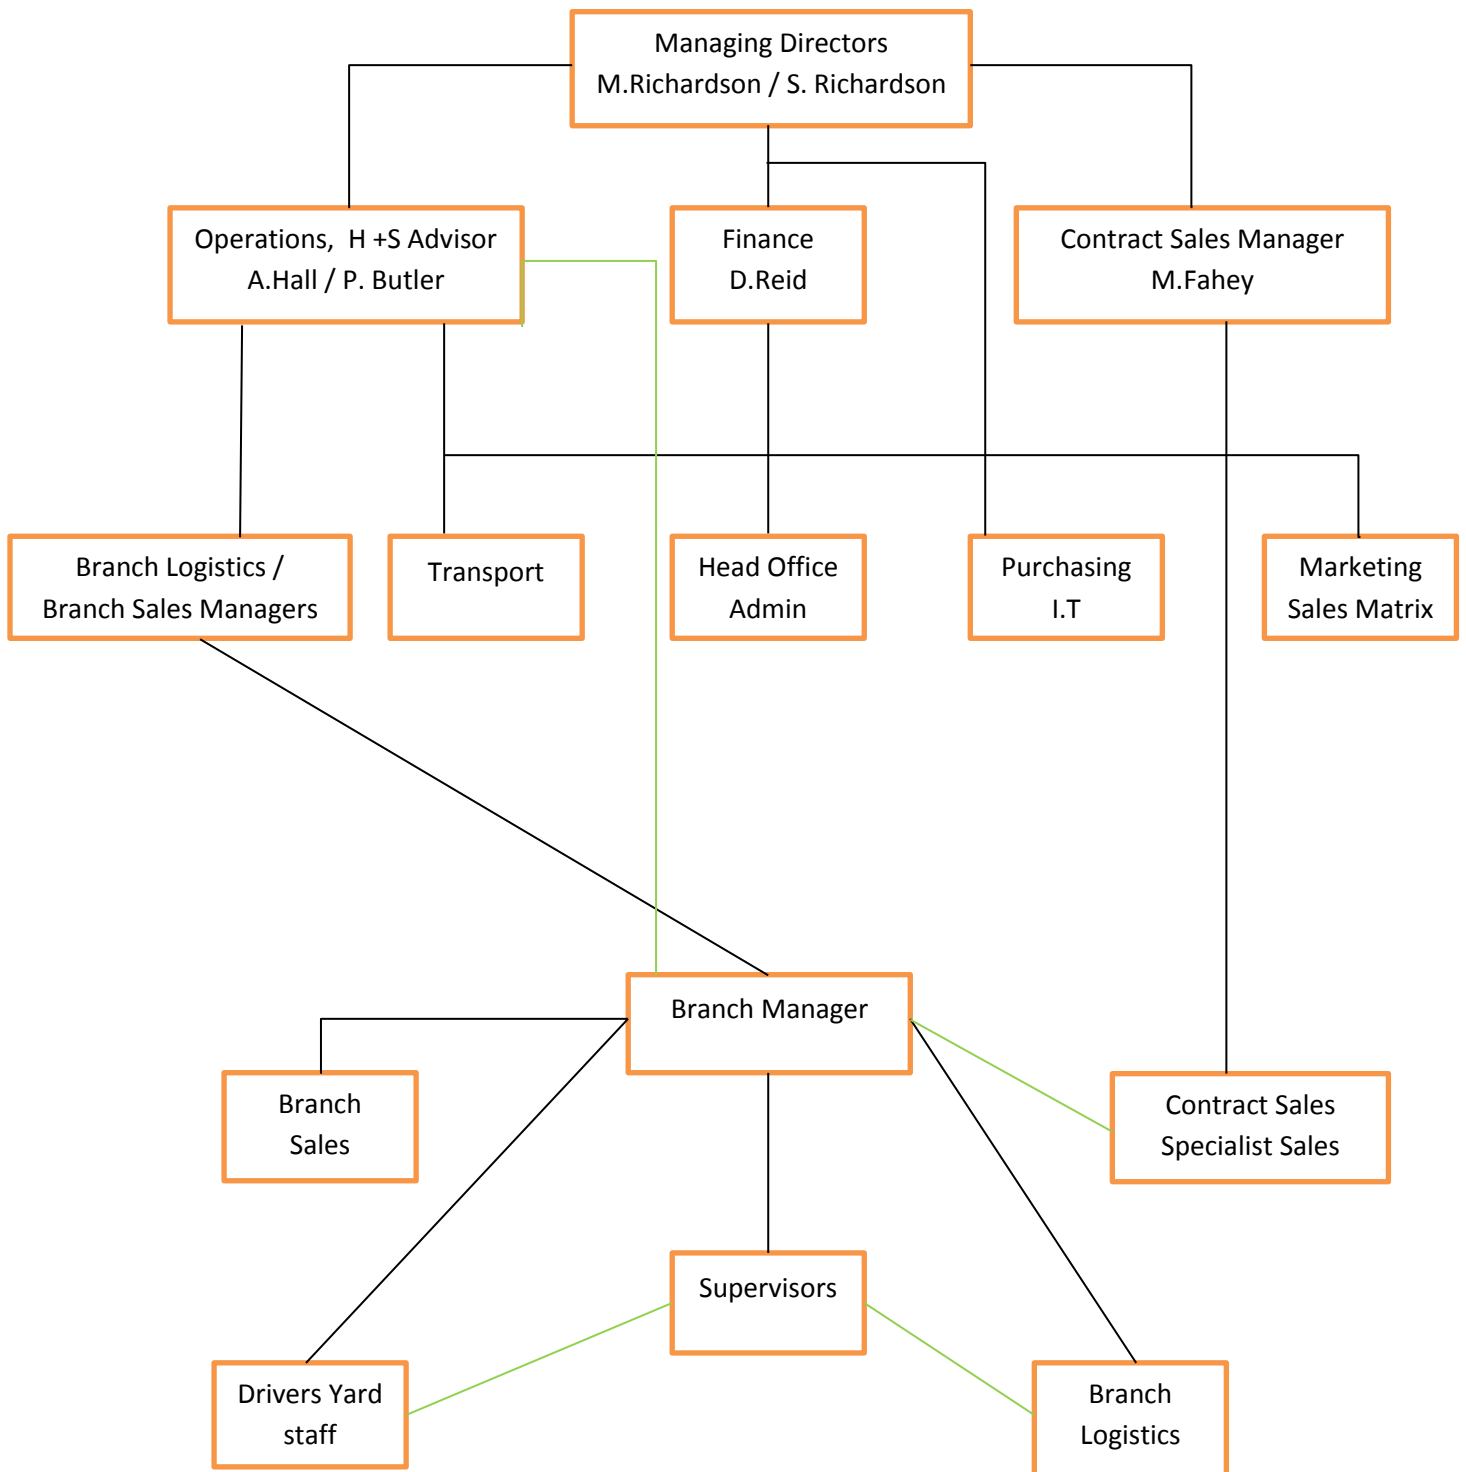 Managing Directors
M.Richardson / S. Richardson
Operations,  H +S Advisor
A.Hall / P. Butler
Finance
D.Reid
Contract Sales Manager
M.Fahey
Branch Logistics /
Branch Sales Managers
Transport
Head Office
Admin
Purchasing
I.T
Marketing
Sales Matrix
Branch Manager
Branch
Sales
Contract Sales
Specialist Sales
Supervisors
Drivers Yard
staff
Branch
Logistics